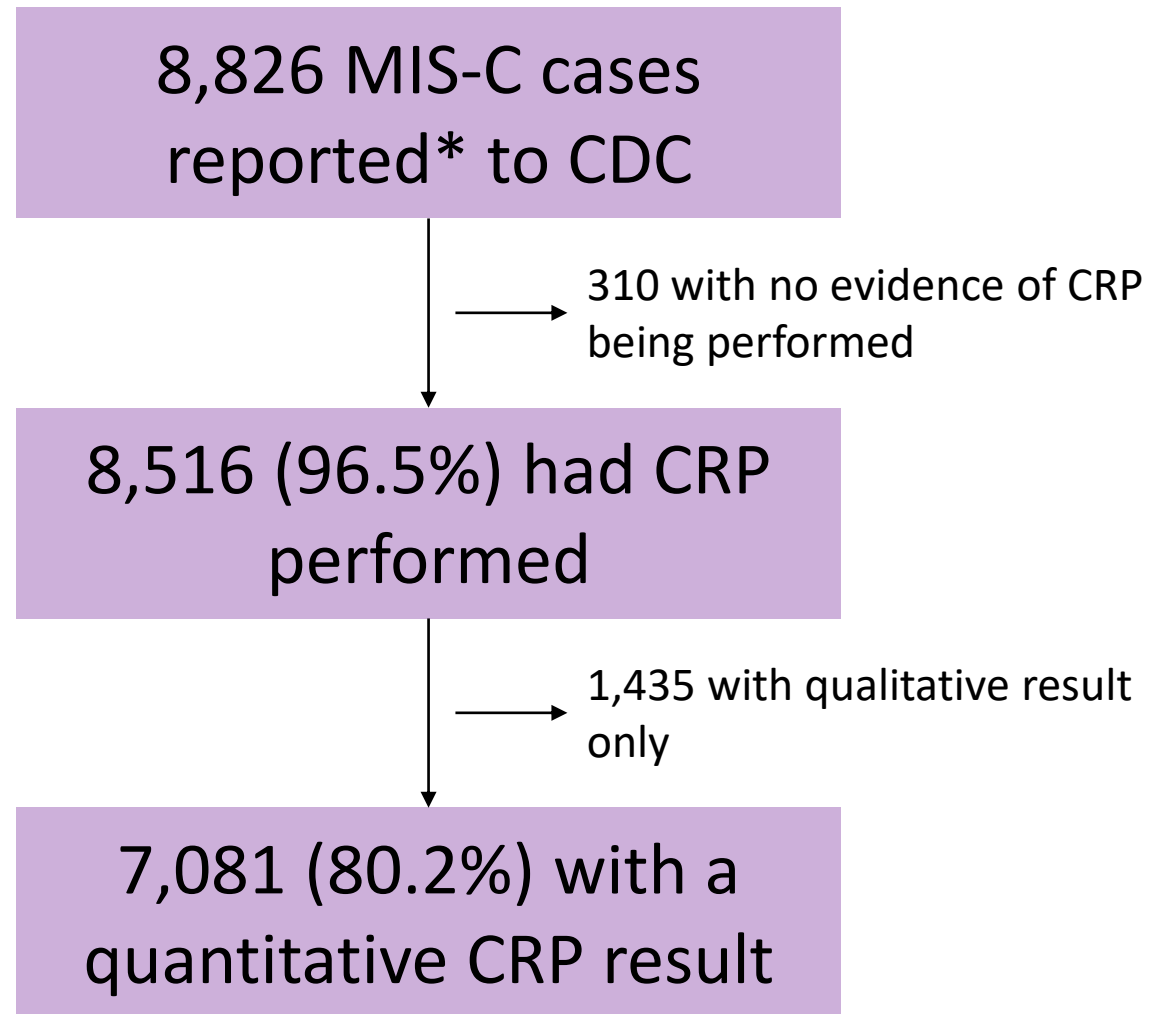 8,826 MIS-C cases
reported* to CDC
310 with no evidence of CRP
being performed
8,516 (96.5%) had CRP
performed
1,435 with qualitative result
only
7,081 (80.2%) with a
quantitative CRP result